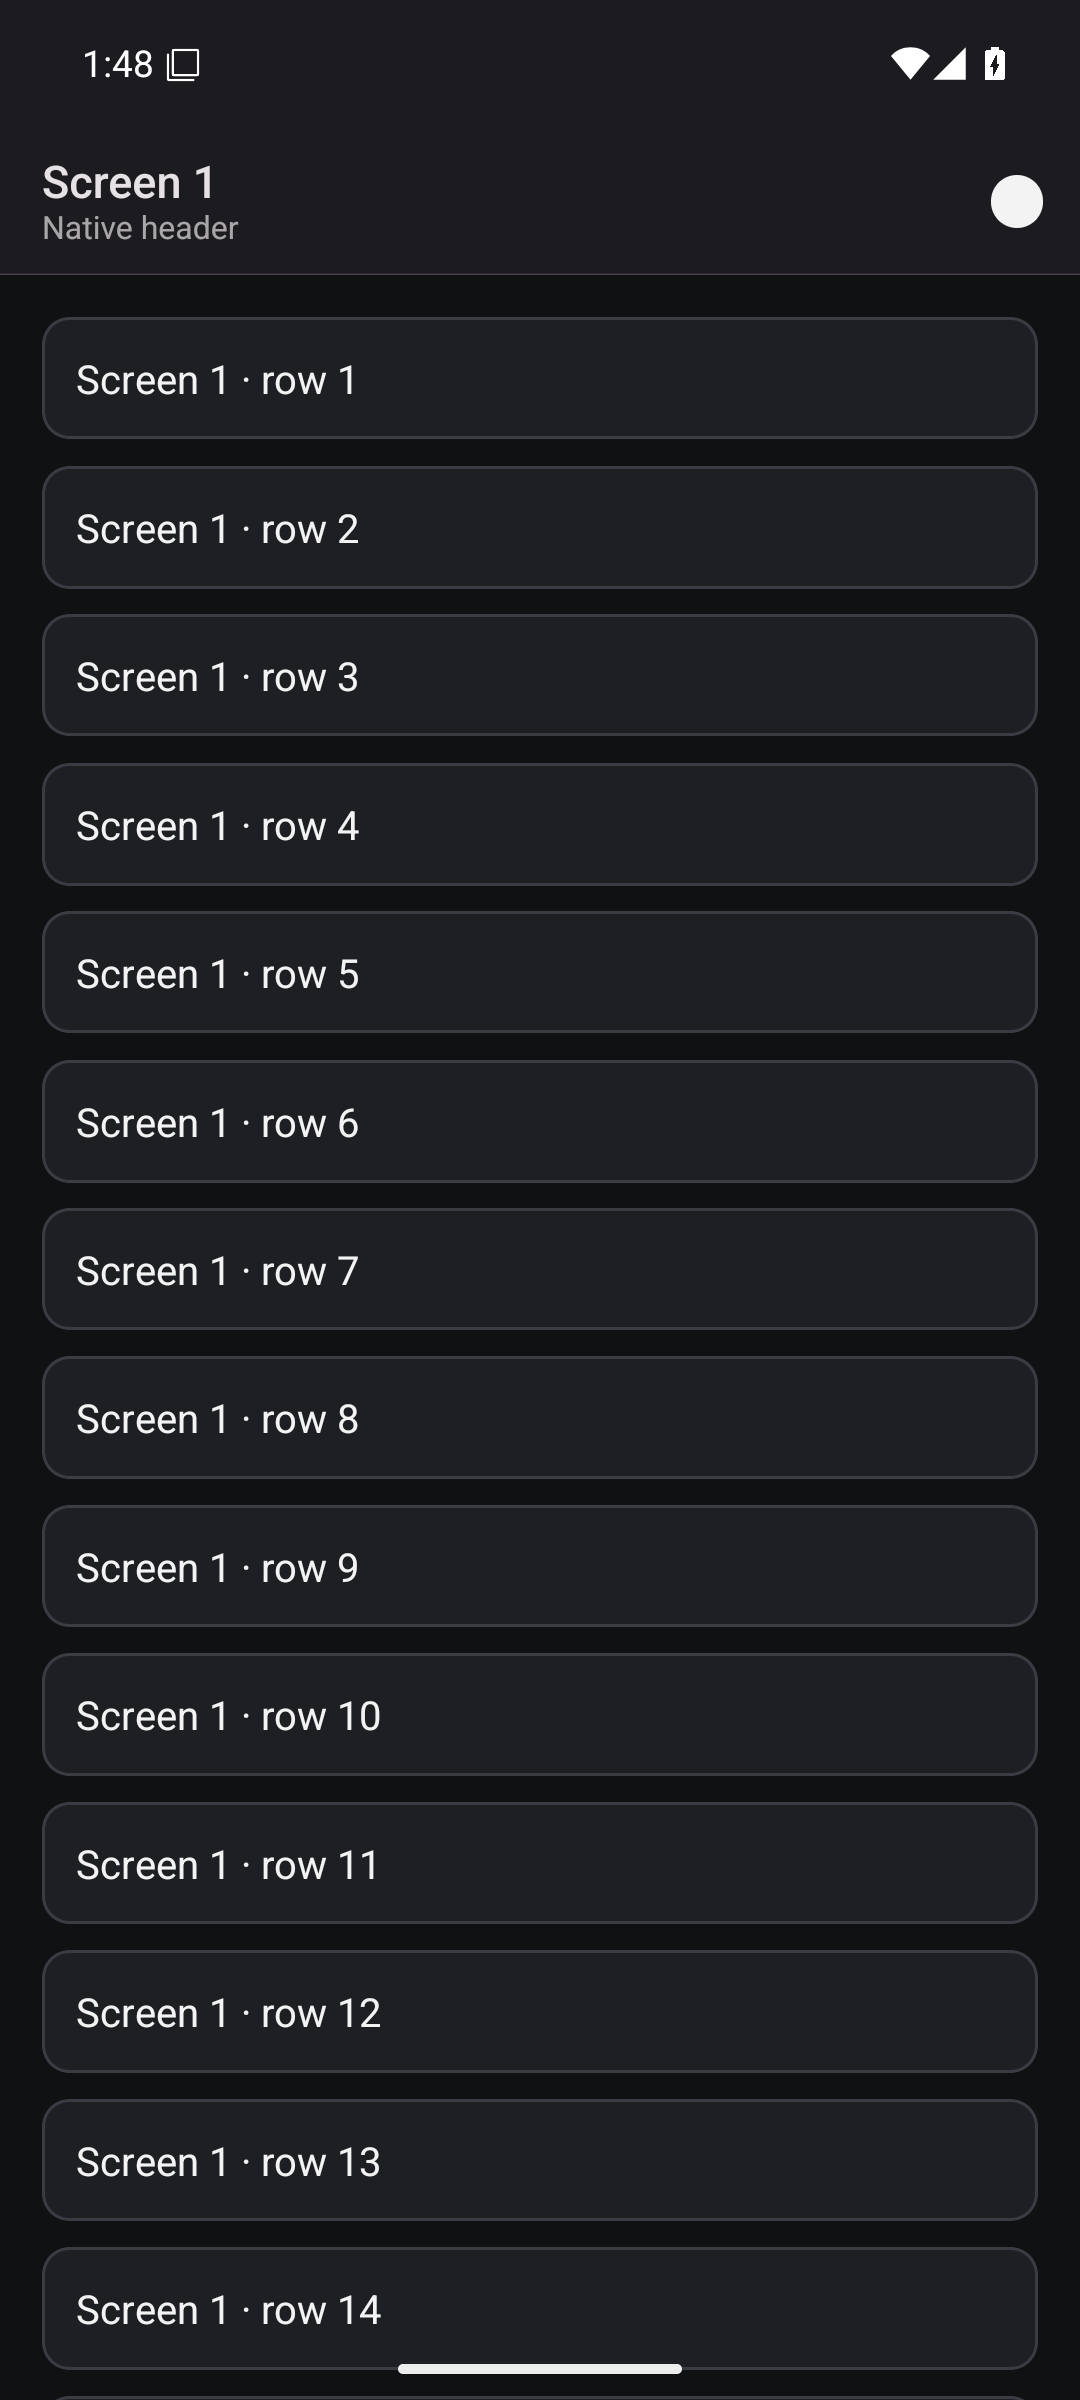 1:48
Screen 1
Native header
Screen 1 · row 1
Screen 1 · row 2
Screen 1 · row 3
Screen 1 · row 4
Screen 1 · row 5
Screen 1 · row 6
Screen 1 · row 7
Screen 1 · row 8
Screen 1 · row 9
Screen 1 · row 10
Screen 1 · row 11
Screen 1 · row 12
Screen 1 · row 13
Screen 1 · row 14